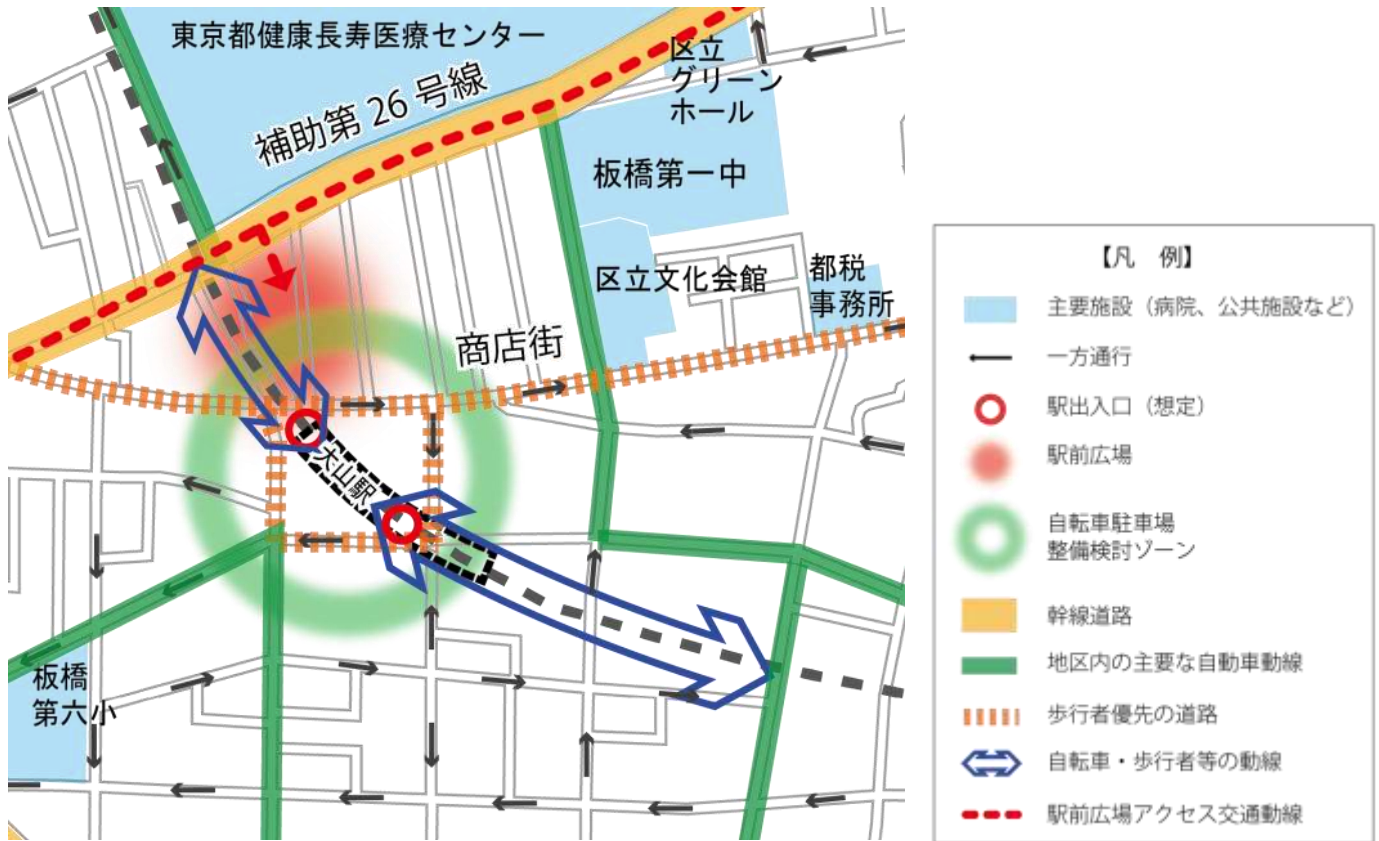 東京都健康長寿医療センター
補助第26号線
区立
グリーン
ホール
板橋第一中
区立文化会館
都税
事務所
商店街
大山駅
板橋
第六小
【凡　例】
主要施設（病院、公共施設など）
一方通行
駅出入口（想定）
駅前広場
自転車駐車場
整備検討ゾーン
幹線道路
地区内の主要な自動車動線
歩行者優先の道路
自転車・歩行者等の動線
駅前広場アクセス交通動線